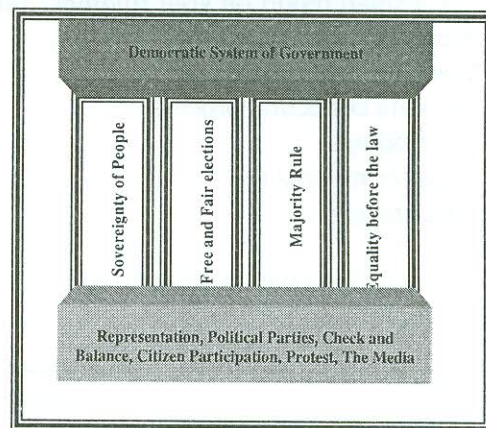 Democratic System of Government
Sovereignty of People
Free and Fair elections
Majority Rule
Equality before the law
Representation, Political Parties, Check and
Balance, Citizen Participation, Protest, The Media